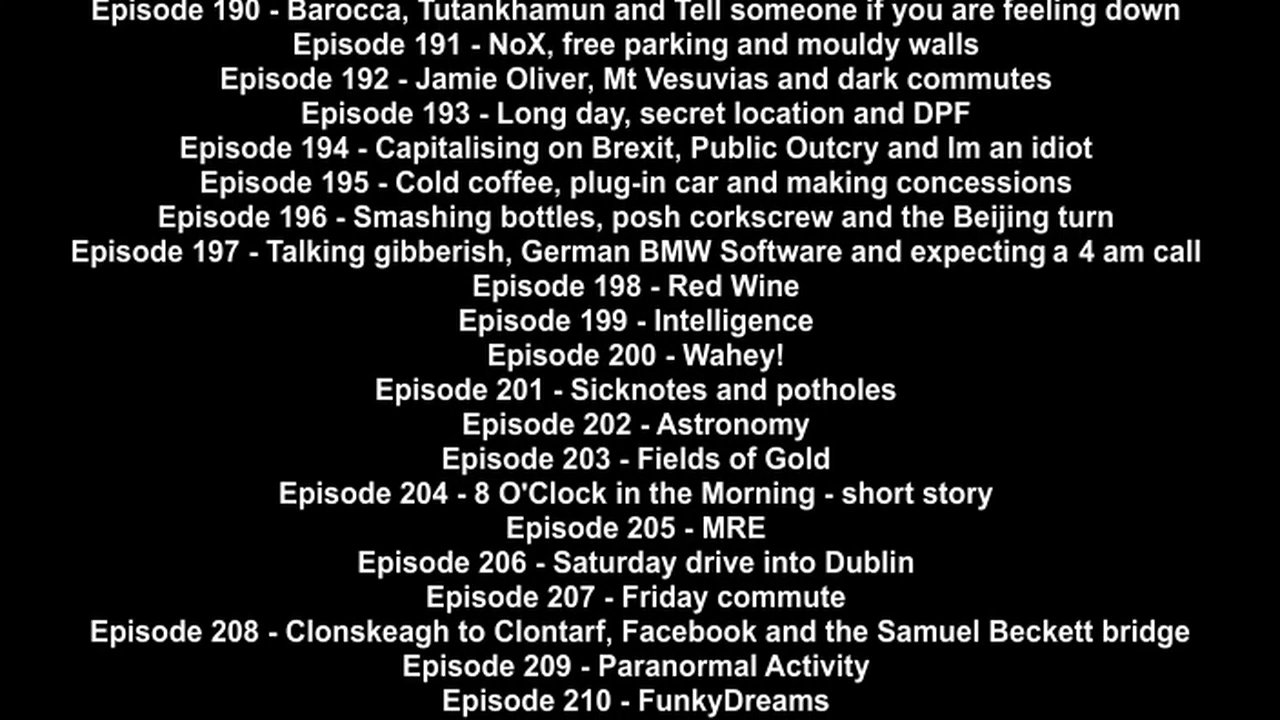 Episode 190 - Barocca, Tutankhamun and Tell someone if you are feeling down
Episode 191 - NoX, free parking and mouldy walls
Episode 192 - Jamie Oliver, Mt Vesuvias and dark commutes
Episode 193 - Long day, secret location and DPF
Episode 194 - Capitalising on Brexit, Public Outcry and Im an idiot
Episode 195 - Cold coffee, plug-in car and making concessions
Episode 196 - Smashing bottles, posh corkscrew and the Beijing turn
Episode 197 - Talking gibberish, German BMW Software and expecting a 4 am call
Episode 198 - Red Wine
Episode 199 - Intelligence
Episode 200 - Wahey!
Episode 201 - Sicknotes and potholes
Episode 202 - Astronomy
Episode 203 - Fields of Gold
Episode 204 - 8 O'Clock in the Morning - short story
Episode 205 - MRE
Episode 206 - Saturday drive into Dublin
Episode 207 - Friday commute
Episode 208 - Clonskeagh to Clontarf, Facebook and the Samuel Beckett bridge
Episode 209 - Paranormal Activity
Episode 210 - FunkyDreams